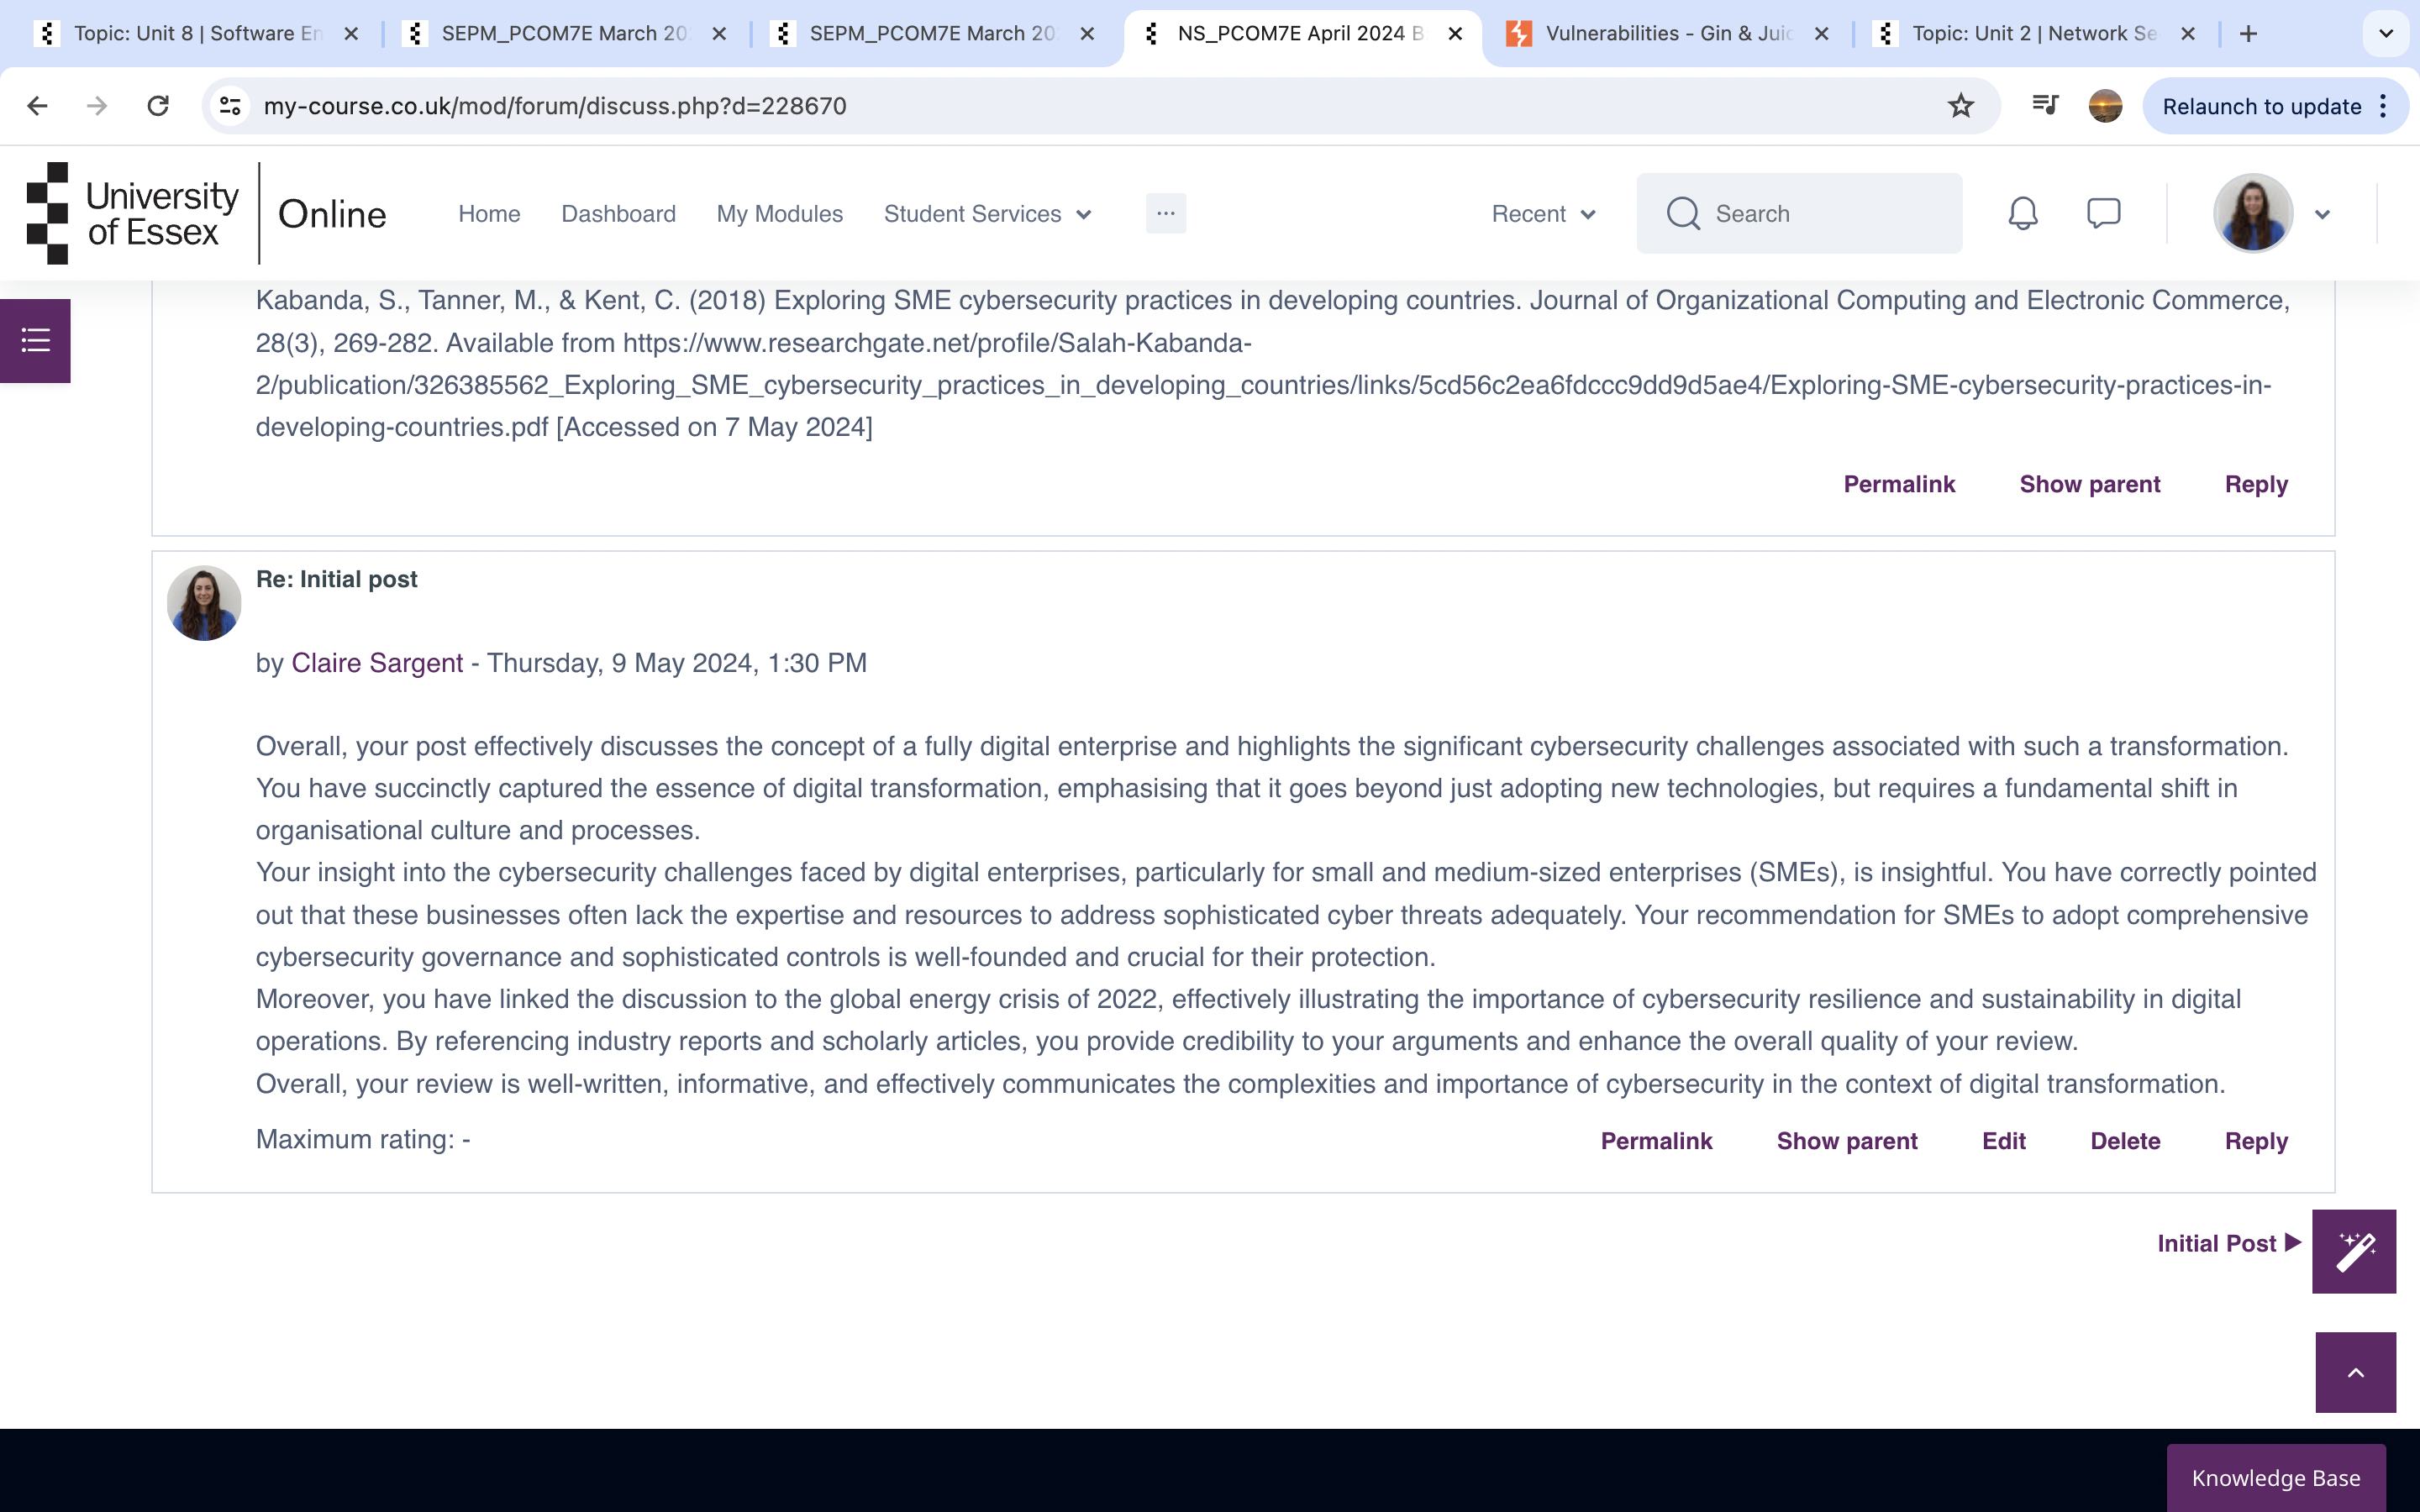 Topic: Unit 8 | Software En
SEPM_PCOM7E March 20
SEPM_PCOM7E March 20
NS_PCOM7E April 2024 B
Vulnerabilities - Gin & Juic
Topic: Unit 2 | Network Se
my-course.co.uk/mod/forum/discuss.php?d=228670
Relaunch to update
University of Essex
Online
Home
Dashboard
My Modules
Student Services
...
Recent
Search
Kabanda, S., Tanner, M., & Kent, C. (2018) Exploring SME cybersecurity practices in developing countries. Journal of Organizational Computing and Electronic Commerce,
28(3), 269-282. Available from https://www.researchgate.net/profile/Salah-Kabanda-
2/publication/326385562_Exploring_SME_cybersecurity_practices_in_developing_countries/links/5cd56c2ea6fdccc9dd9d5ae4/Exploring-SME-cybersecurity-practices-in-
developing-countries.pdf [Accessed on 7 May 2024]
Permalink
Show parent
Reply
Re: Initial post
by Claire Sargent - Thursday, 9 May 2024, 1:30 PM
Overall, your post effectively discusses the concept of a fully digital enterprise and highlights the significant cybersecurity challenges associated with such a transformation.
You have succinctly captured the essence of digital transformation, emphasising that it goes beyond just adopting new technologies, but requires a fundamental shift in
organisational culture and processes.
Your insight into the cybersecurity challenges faced by digital enterprises, particularly for small and medium-sized enterprises (SMEs), is insightful. You have correctly pointed
out that these businesses often lack the expertise and resources to address sophisticated cyber threats adequately. Your recommendation for SMEs to adopt comprehensive
cybersecurity governance and sophisticated controls is well-founded and crucial for their protection.
Moreover, you have linked the discussion to the global energy crisis of 2022, effectively illustrating the importance of cybersecurity resilience and sustainability in digital
operations. By referencing industry reports and scholarly articles, you provide credibility to your arguments and enhance the overall quality of your review.
Overall, your review is well-written, informative, and effectively communicates the complexities and importance of cybersecurity in the context of digital transformation.
Maximum rating: -
Permalink
Show parent
Edit
Delete
Reply
Initial Post
Knowledge Base